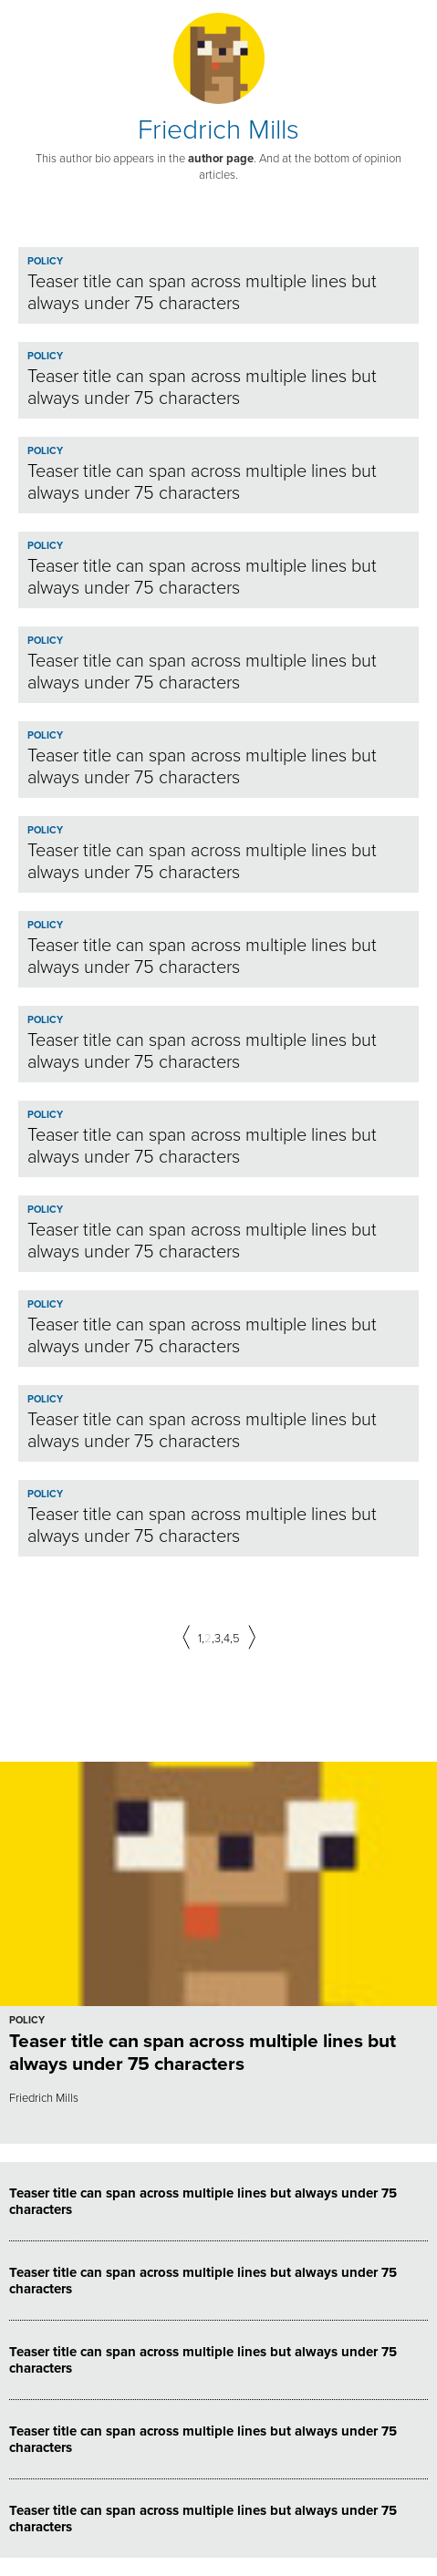 Friedrich Mills
This author bio appears in the author page. And at the bottom of opinion
articles.
POLICY
Teaser title can span across multiple lines but
always under 75 characters
POLICY
Teaser title can span across multiple lines but
always under 75 characters
POLICY
Teaser title can span across multiple lines but
always under 75 characters
POLICY
Teaser title can span across multiple lines but
always under 75 characters
POLICY
Teaser title can span across multiple lines but
always under 75 characters
POLICY
Teaser title can span across multiple lines but
always under 75 characters
POLICY
Teaser title can span across multiple lines but
always under 75 characters
POLICY
Teaser title can span across multiple lines but
always under 75 characters
POLICY
Teaser title can span across multiple lines but
always under 75 characters
POLICY
Teaser title can span across multiple lines but
always under 75 characters
POLICY
Teaser title can span across multiple lines but
always under 75 characters
POLICY
Teaser title can span across multiple lines but
always under 75 characters
POLICY
Teaser title can span across multiple lines but
always under 75 characters
POLICY
Teaser title can span across multiple lines but
always under 75 characters
1,2,3,4,5
POLICY
Teaser title can span across multiple lines but
always under 75 characters
Friedrich Mills
Teaser title can span across multiple lines but always under 75
characters
Teaser title can span across multiple lines but always under 75
characters
Teaser title can span across multiple lines but always under 75
characters
Teaser title can span across multiple lines but always under 75
characters
Teaser title can span across multiple lines but always under 75
characters